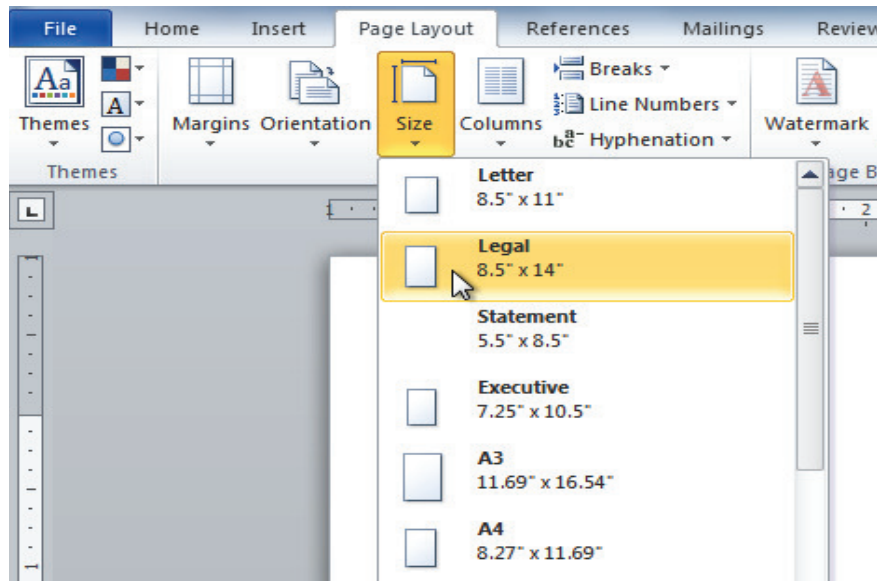 File Home Insert Page Layout References Mailings Review
Breaks
Line Numbers
Themes Margins Orientation Size Columns Hyphenation Watermark
Themes
Letter
8.5" x 11"
Legal
8.5" x 14"
Statement
5.5" x 8.5"
Executive
7.25" x 10.5"
A3
11.69" x 16.54"
A4
8.27" x 11.69"